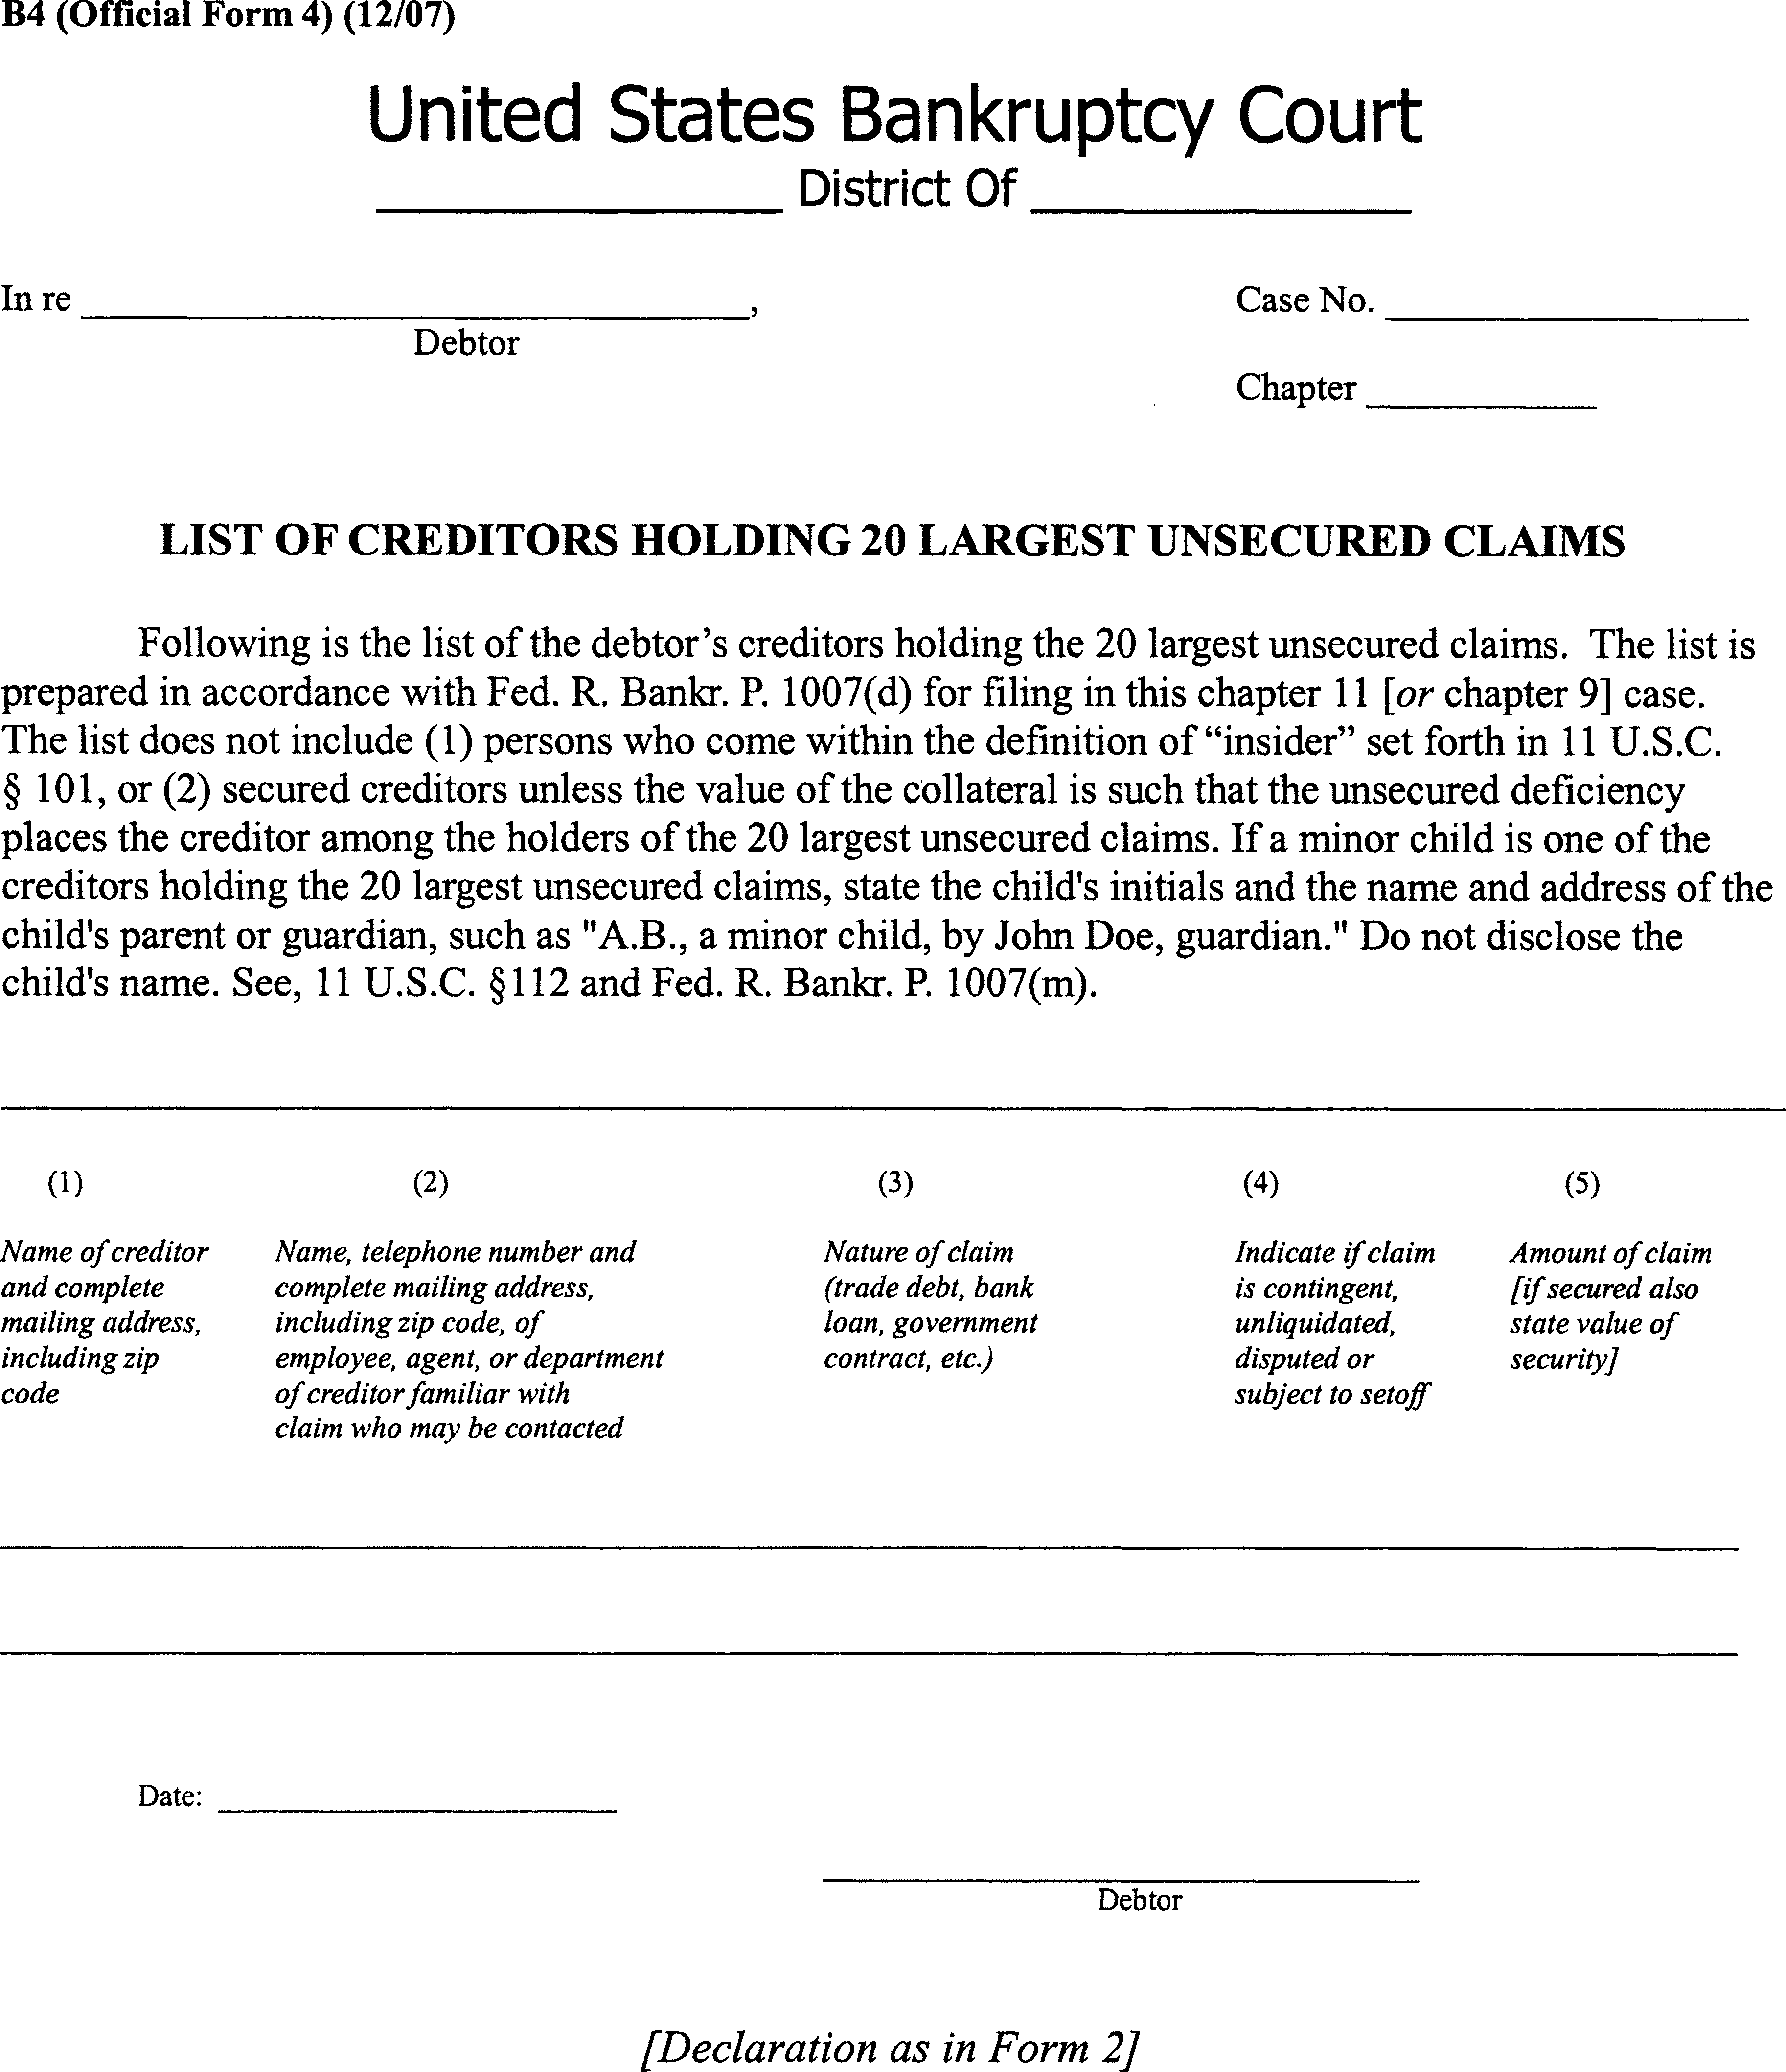 B4 (Official Form 4) (12/07)
United States Bankruptcy Court
District Of
In re , Case No.
Debtor
Chapter
LIST OF CREDITORS HOLDING 20 LARGEST UNSECURED CLAIMS
Following is the list of the debtor’s creditors holding the 20 largest unsecured claims. The list is
prepared in accordance with Fed. R. Bankr. P. 1007(d) for filing in this chapter 11 [or chapter 9] case.
The list does not include (1) persons who come within the definition of “insider” set forth in 11 U.S.C.
§ 101, or (2) secured creditors unless the value of the collateral is such that the unsecured deficiency
places the creditor among the holders of the 20 largest unsecured claims. If a minor child is one of the
creditors holding the 20 largest unsecured claims, state the child's initials and the name and address of the
child's parent or guardian, such as "A.B., a minor child, by John Doe, guardian." Do not disclose the
child's name. See, 11 U.S.C. §112 and Fed. R. Bankr. P. 1007(m).
(1) (2) (3) (4) (5)
Name of creditor Name, telephone number and Nature of claim Indicate if claim Amount of claim
and complete complete mailing address, (trade debt, bank is contingent, [if secured also
mailing address, including zip code, of loan, government unliquidated, state value of
including zip employee, agent, or department contract, etc.) disputed or security]
code of creditor familiar with subject to setoff
claim who may be contacted
Date:
Debtor
[Declaration as in Form 2]